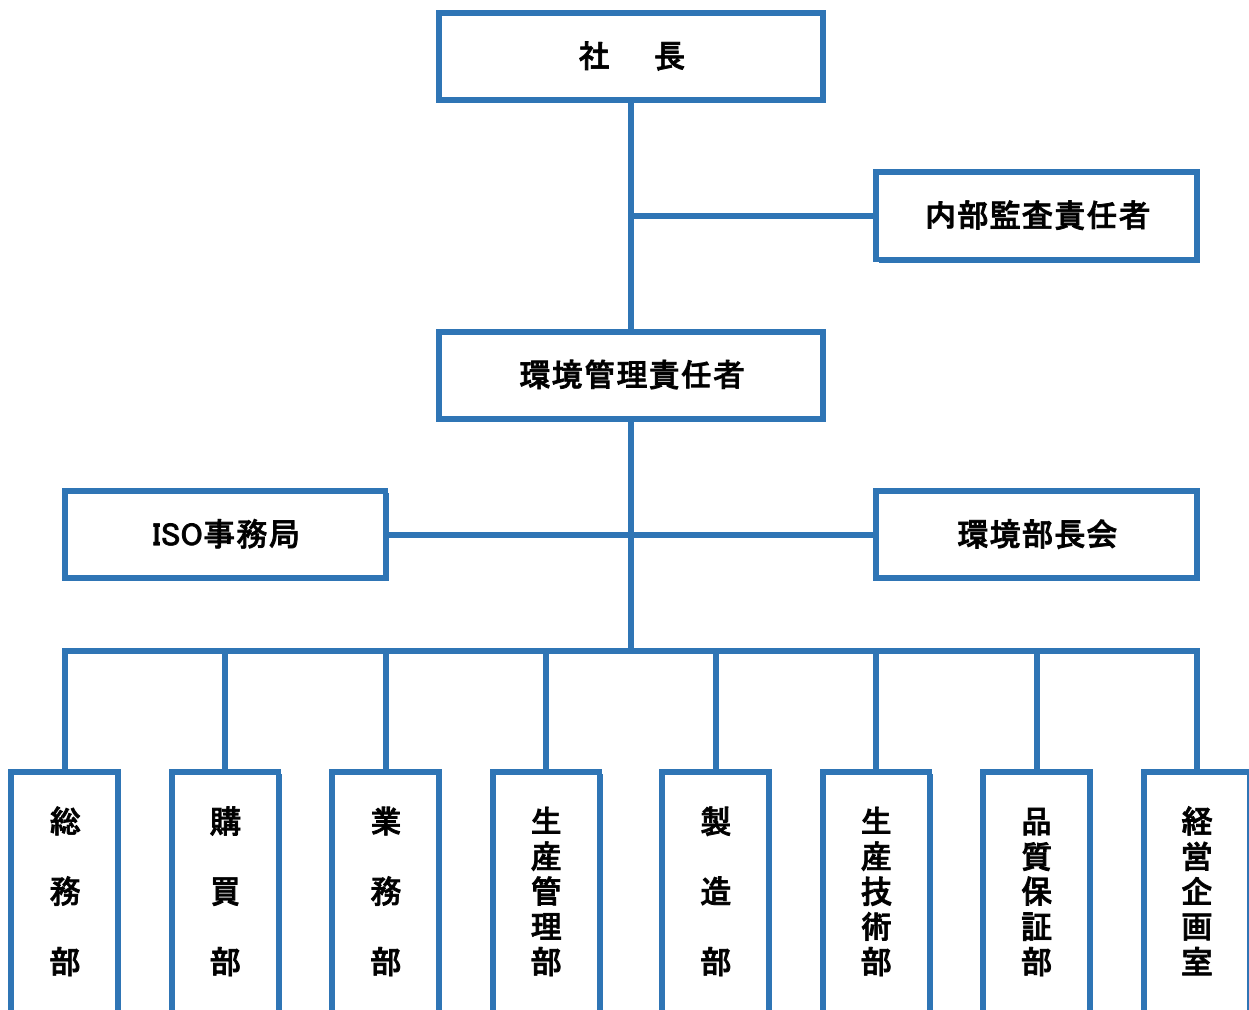 社 長
内部監査責任者
環境管理責任者
ISO事務局
環境部長会
総務部
購買部
業務部
生産管理部
製造部
生産技術部
品質保証部
経営企画室